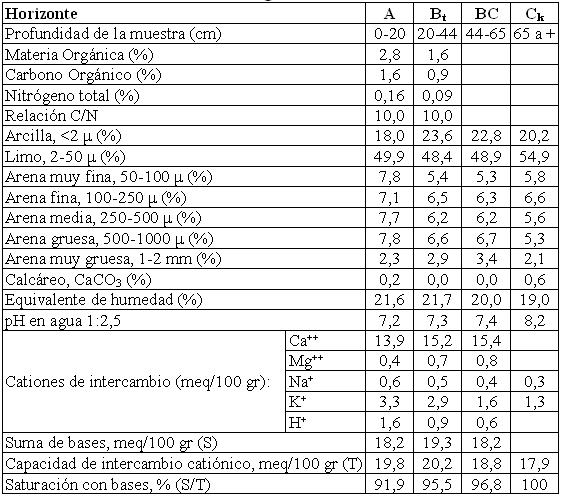 Horizonte A Bt BC Ck
Profundidad de la muestra (cm) 0-20 20-44 44-65 65 a +
Materia Orgánica (%) 2,8 1,6
Carbono Orgánico (%) 1,6 0,9
Nitrógeno total (%) 0,16 0,09
Relación C/N 10,0 10,0
Arcilla, <2 µ (%) 18,0 23,6 22,8 20,2
Limo, 2-50 µ (%) 49,9 48,4 48,9 54,9
Arena muy fina, 50-100 µ (%) 7,8 5,4 5,3 5,8
Arena fina, 100-250 µ (%) 7,1 6,5 6,3 6,6
Arena media, 250-500 µ (%) 7,7 6,2 6,2 5,6
Arena gruesa, 500-1000 µ (%) 7,8 6,6 6,7 5,3
Arena muy gruesa, 1-2 mm (%) 2,3 2,9 3,4 2,1
Calcáreo, CaCO3 (%) 0,2 0,0 0,0 0,6
Equivalente de humedad (%) 21,6 21,7 20,0 19,0
pH en agua 1:2,5 7,2 7,3 7,4 8,2
Cationes de intercambio (meq/100 gr):
Ca++ 13,9 15,2 15,4
Mg++ 0,4 0,7 0,8
Na+ 0,6 0,5 0,4 0,3
K+ 3,3 2,9 1,6 1,3
H+ 1,6 0,9 0,6
Suma de bases, meq/100 gr (S) 18,2 19,3 18,2
Capacidad de intercambio catiónico, meq/100 gr (T) 19,8 20,2 18,8 17,9
Saturación con bases, % (S/T) 91,9 95,5 96,8 100